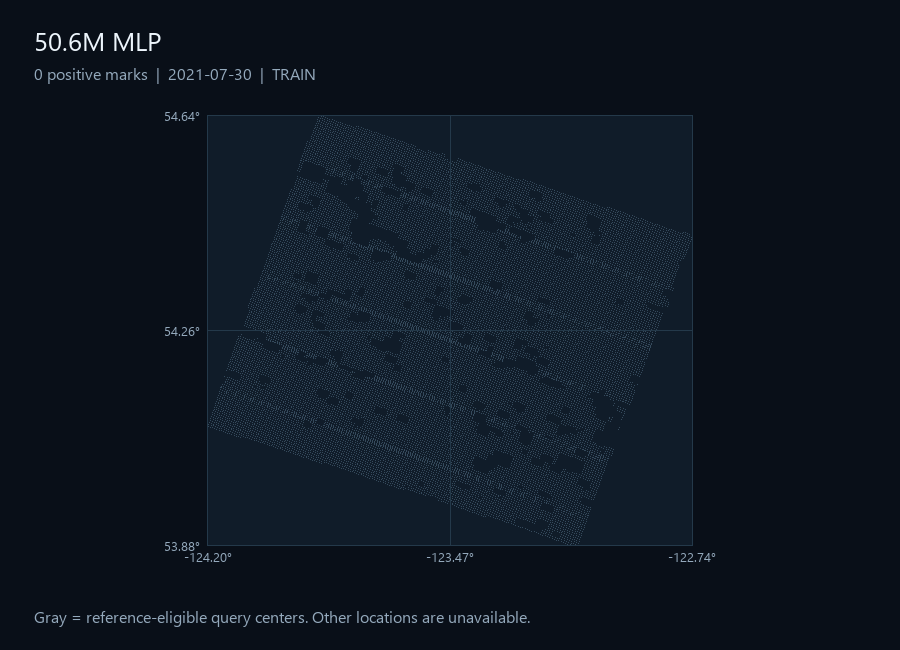 50.6M MLP
0 positive marks | 2021-07-30 | TRAIN
54.64°
54.26°
53.88°
-124.20°
-123.47°
-122.74°
Gray = reference-eligible query centers. Other locations are unavailable.